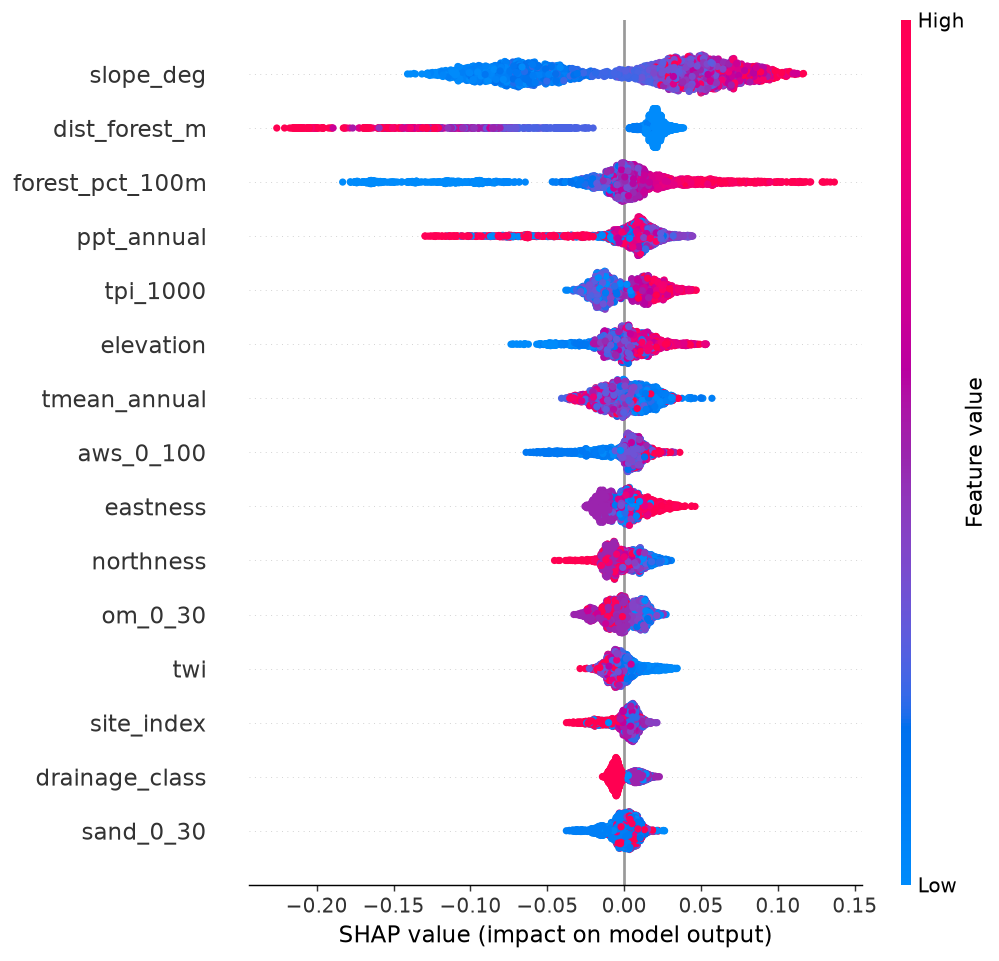 High
slope_deg
dist_forest_m
forest_pct_100m
ppt_annual
tpi_1000
elevation
tmean_annual
aws_0_100
eastness
northness
om_0_30
twi
site_index
drainage_class
sand_0_30
Feature value
Low
−0.20 −0.15 −0.10 −0.05 0.00 0.05 0.10 0.15
SHAP value (impact on model output)